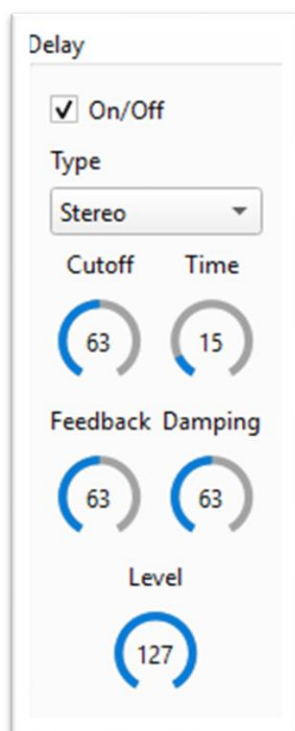 Delay
On/Off
Type
Stereo
Cutoff Time
63 15
Feedback Damping
63 63
Level
127